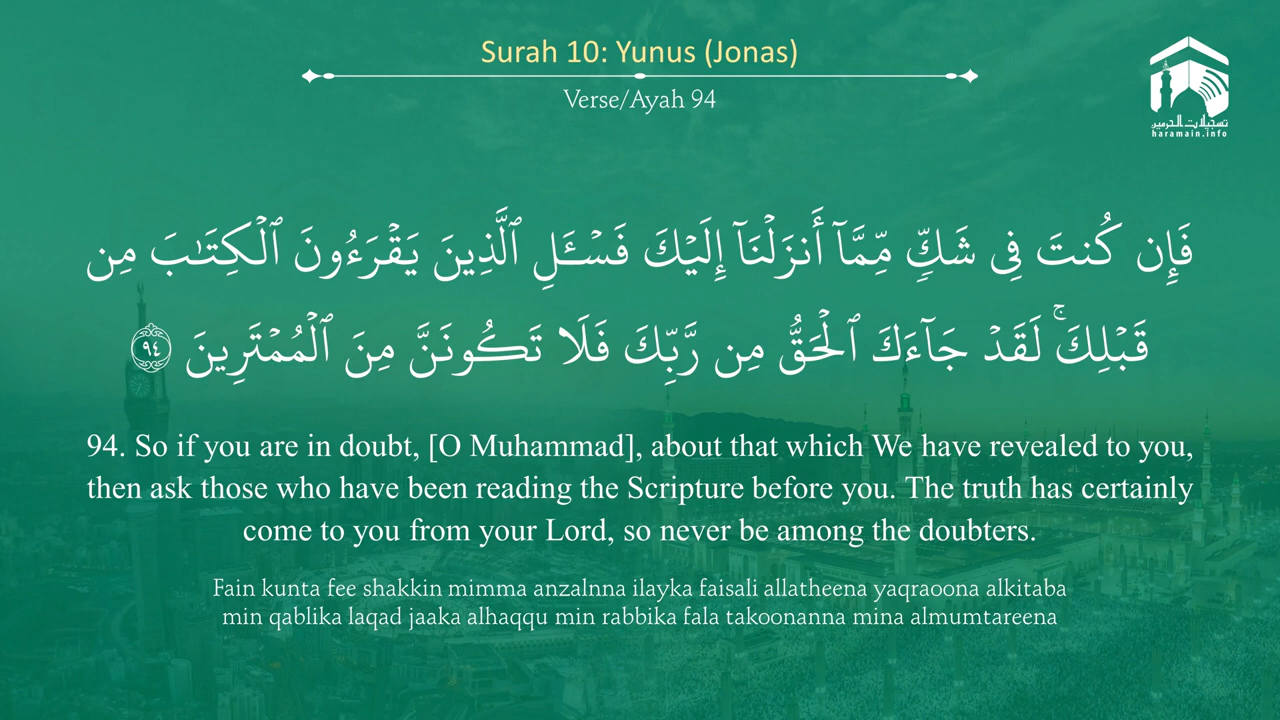 Surah 10: Yunus (Jonas)
Verse/Ayah 94
تسجيلات الحرمين
haramain.info
فَإِن كُنتَ فِى شَكٍّۢ مِّمَّآ أَنزَلْنَآ إِلَيْكَ فَسْـَٔلِ ٱلَّذِينَ يَقْرَءُونَ ٱلْكِتَـٰبَ مِن
قَبْلِكَ ۚ لَقَدْ جَآءَكَ ٱلْحَقُّ مِن رَّبِّكَ فَلَا تَكُونَنَّ مِنَ ٱلْمُمْتَرِينَ ٩٤
94. So if you are in doubt, [O Muhammad], about that which We have revealed to you,
then ask those who have been reading the Scripture before you. The truth has certainly
come to you from your Lord, so never be among the doubters.
Fain kunta fee shakkin mimma anzalnna ilayka faisali allatheena yaqraoona alkitaba
min qablika laqad jaaka alhaqqu min rabbika fala takoonanna mina almumtareena